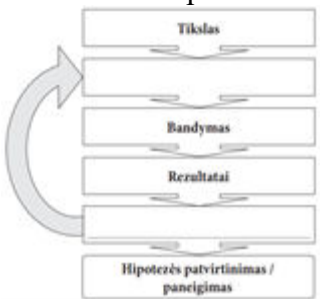 Tikslas
Bandymas
Rezultatai
Hipotezės patvirtinimas /
paneigimas